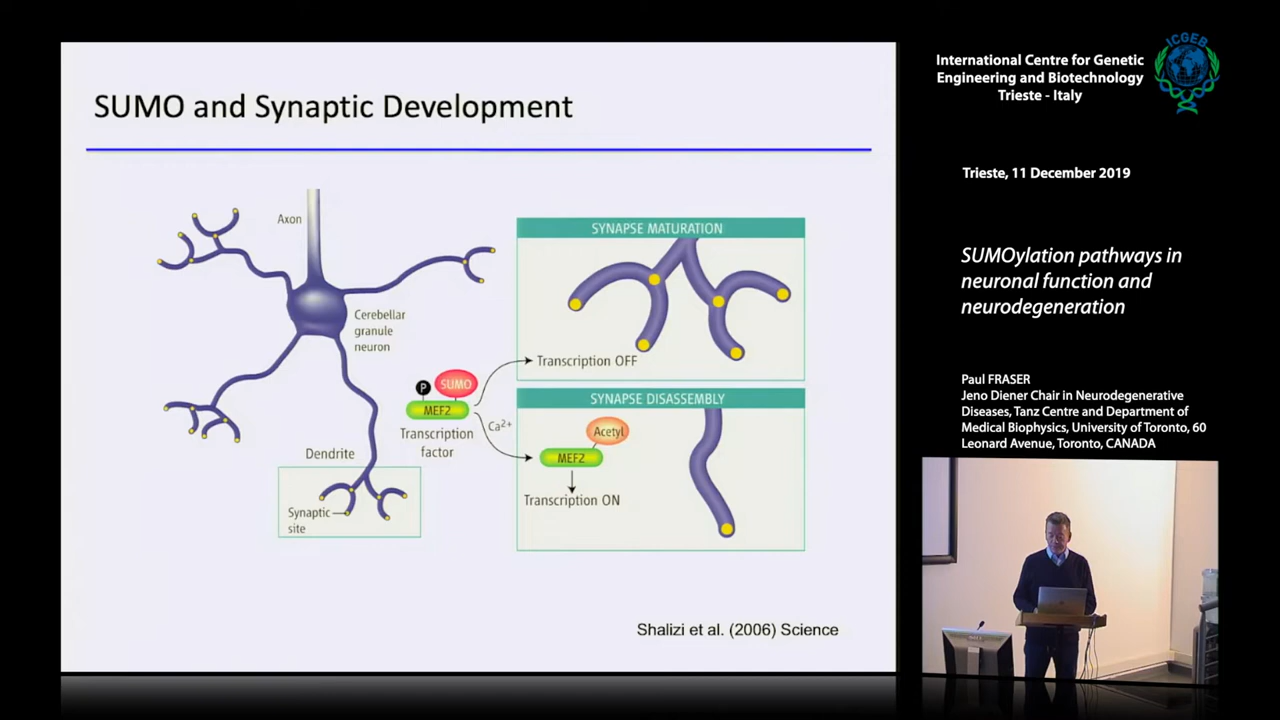 SUMO and Synaptic Development
Axon
Cerebellar
granule
neuron
Dendrite
Synaptic
site
P
SUMO
MEF2
Transcription
factor
Ca2+
SYNAPSE MATURATION
Transcription OFF
SYNAPSE DISASSEMBLY
Acetyl
MEF2
Transcription ON
Shalizi et al. (2006) Science
International Centre for Genetic
Engineering and Biotechnology
Trieste - Italy
ICGEB
Trieste, 11 December 2019
SUMOylation pathways in
neuronal function and
neurodegeneration
Paul FRASER
Jeno Diener Chair in Neurodegenerative
Diseases, Tanz Centre and Department of
Medical Biophysics, University of Toronto, 60
Leonard Avenue, Toronto, CANADA